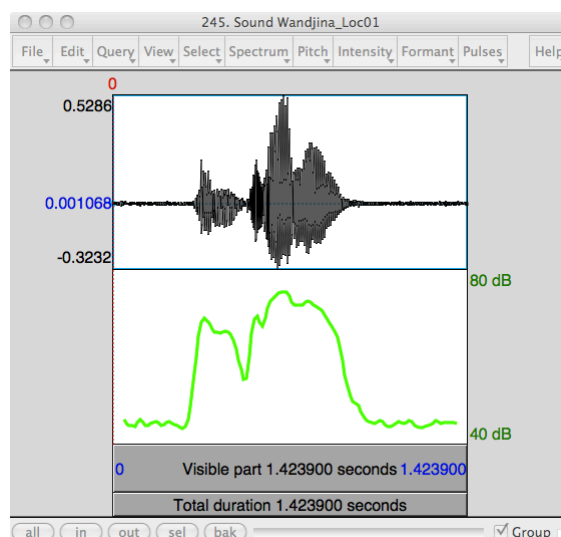 245. Sound Wandjina_Loc01
File Edit Query View Select Spectrum Pitch Intensity Formant Pulses Help
0
0.5286
0.001068
-0.3232
80 dB
40 dB
0 Visible part 1.423900 seconds 1.423900
Total duration 1.423900 seconds
all in out sel bak Group